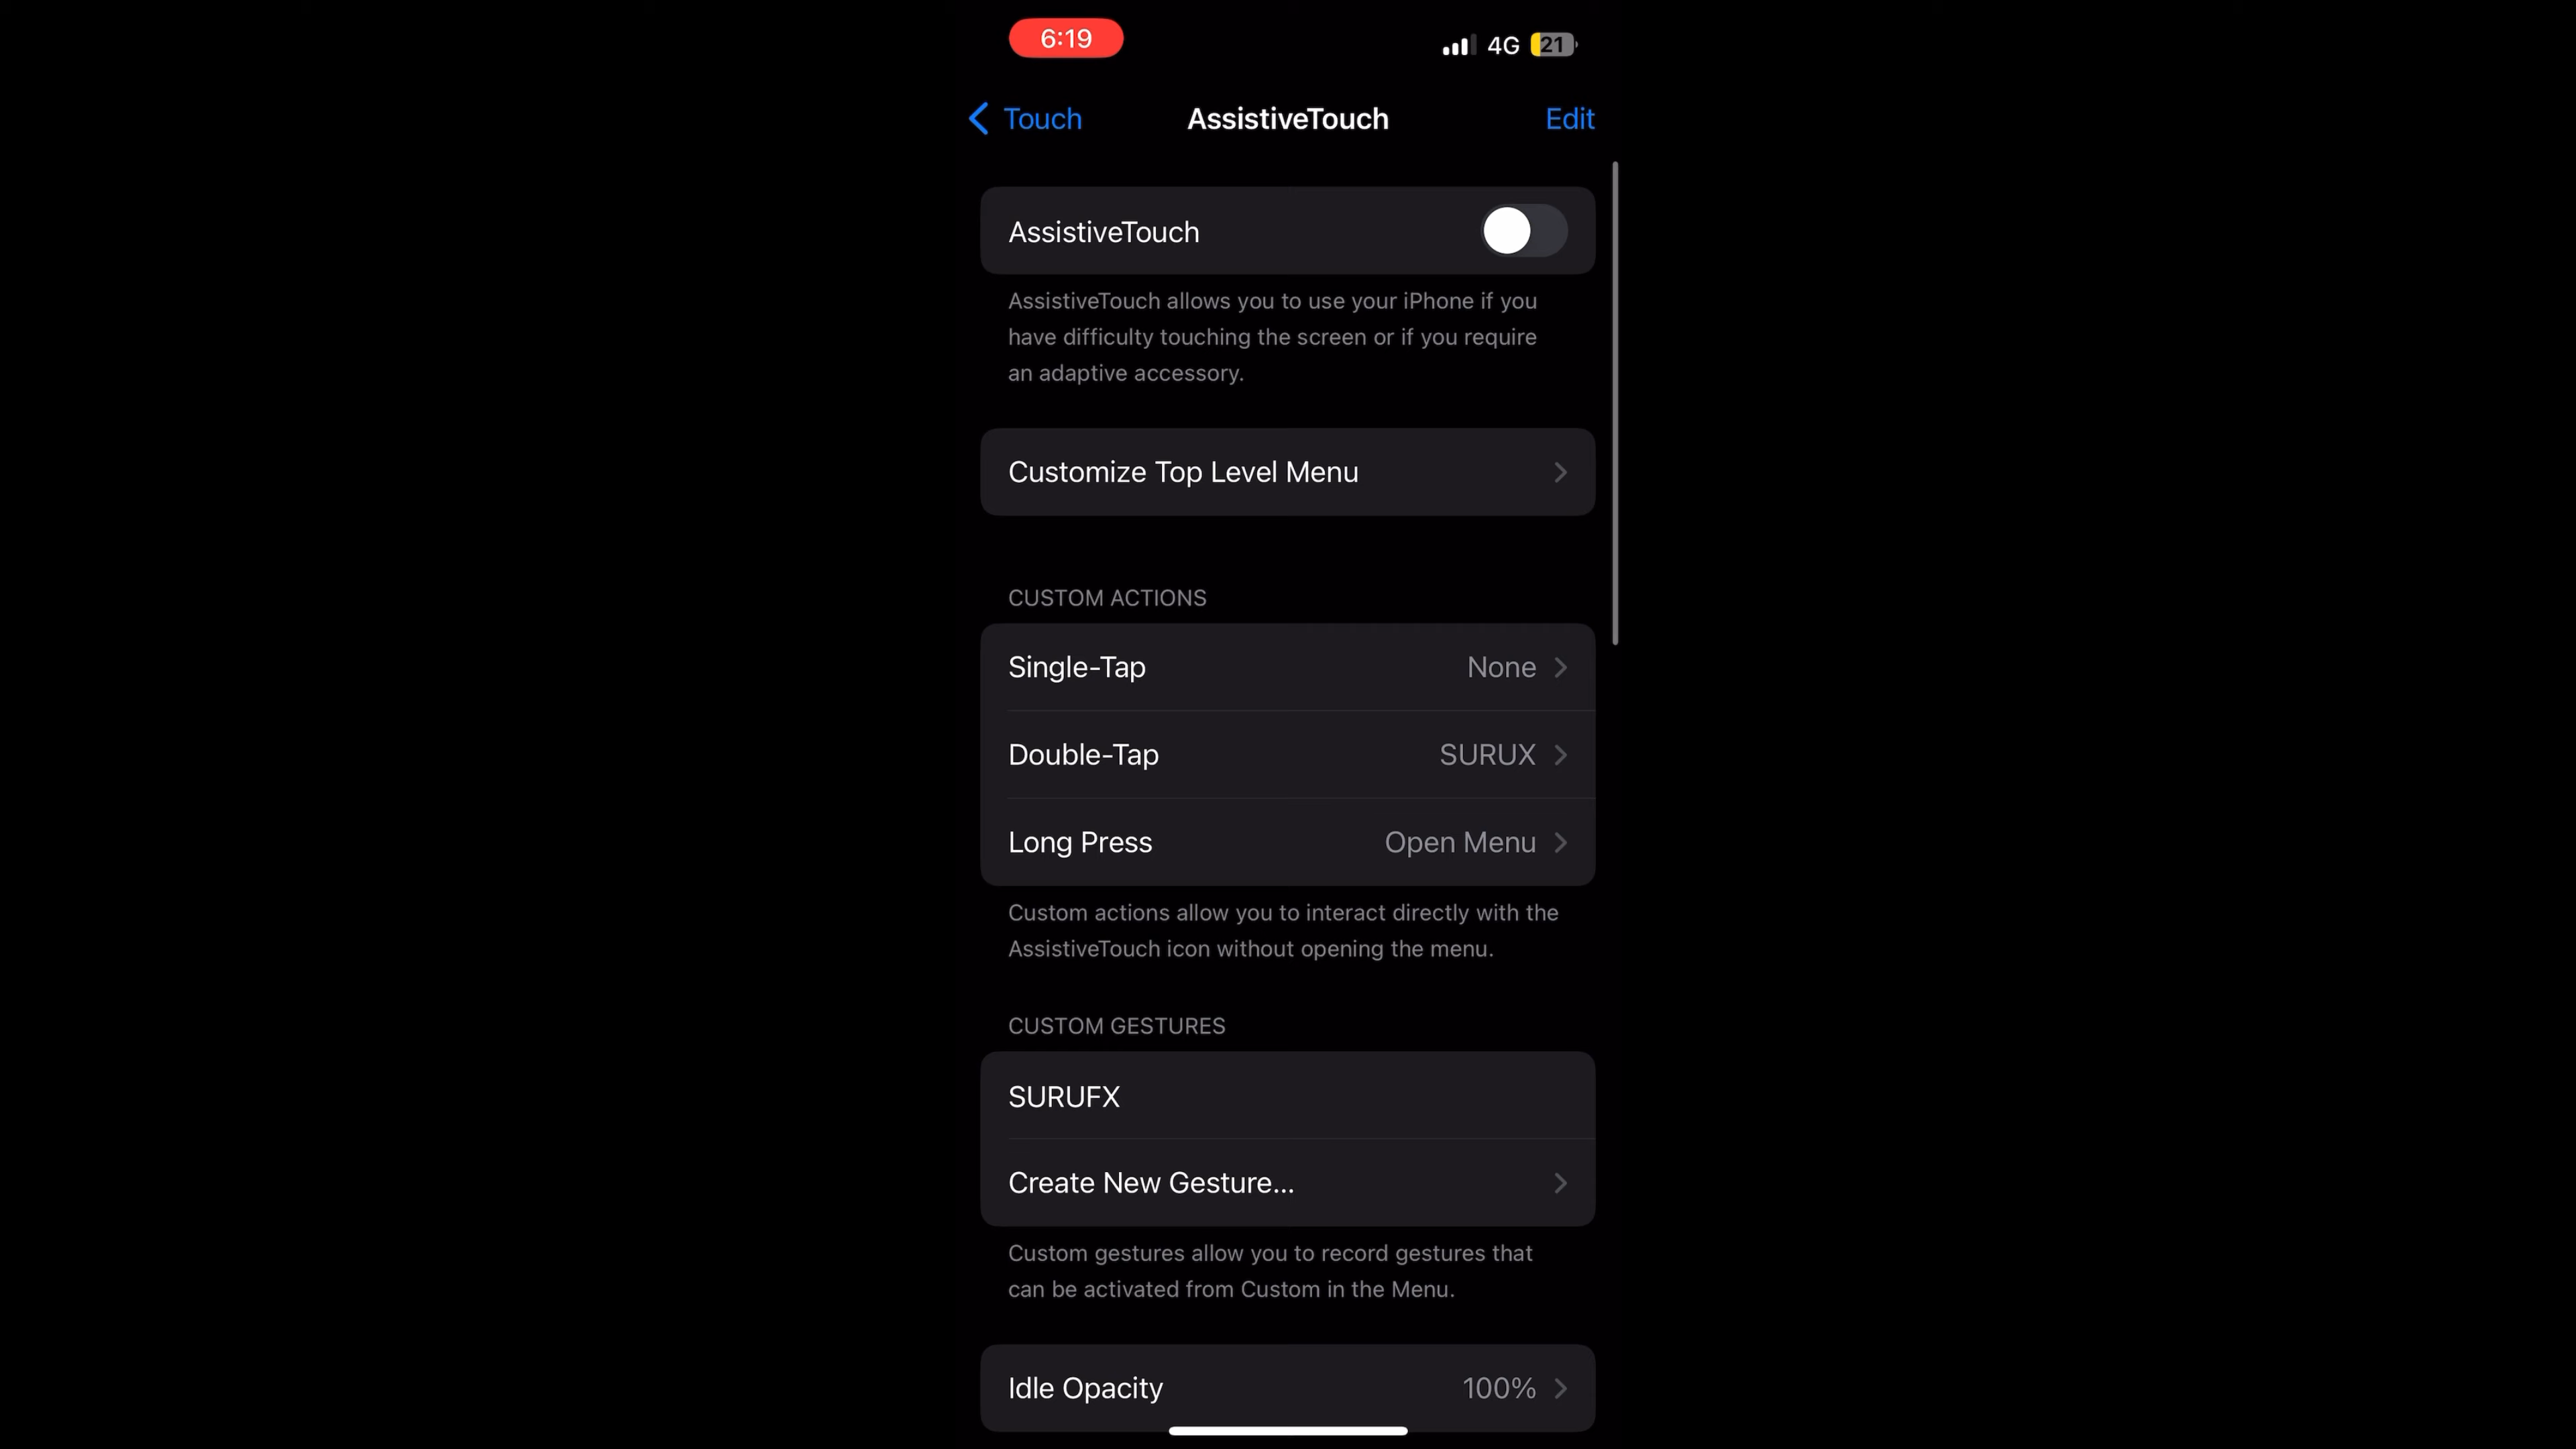 6:19
4G 21
Touch AssistiveTouch Edit
AssistiveTouch
AssistiveTouch allows you to use your iPhone if you
have difficulty touching the screen or if you require
an adaptive accessory.
Customize Top Level Menu
CUSTOM ACTIONS
Single-Tap None
Double-Tap SURUX
Long Press Open Menu
Custom actions allow you to interact directly with the
AssistiveTouch icon without opening the menu.
CUSTOM GESTURES
SURUFX
Create New Gesture...
Custom gestures allow you to record gestures that
can be activated from Custom in the Menu.
Idle Opacity 100%